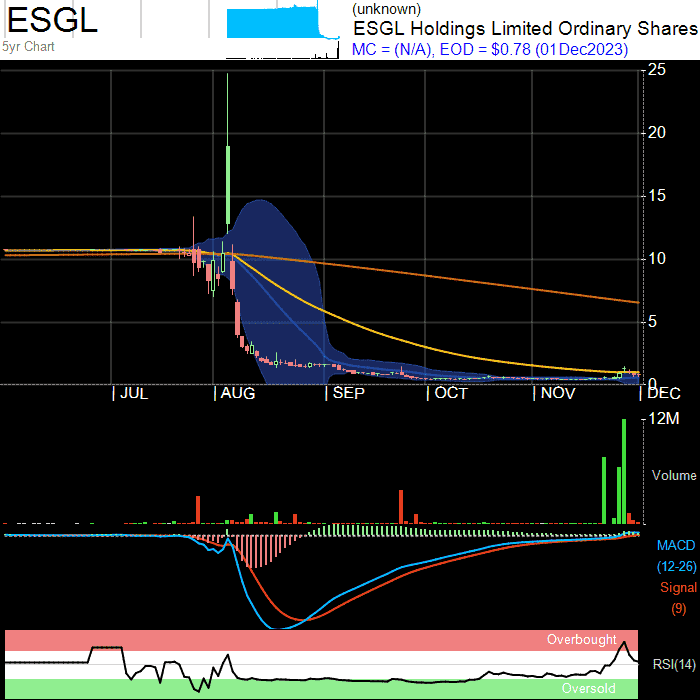 ESGL
5yr Chart
(unknown)
ESGL Holdings Limited Ordinary Shares
MC = (N/A), EOD = $0.78 (01Dec2023)
25
20
15
10
5
0
JUL AUG SEP OCT NOV DEC
12M
Volume
MACD
(12-26)
Signal
(9)
Overbought
RSI(14)
Oversold